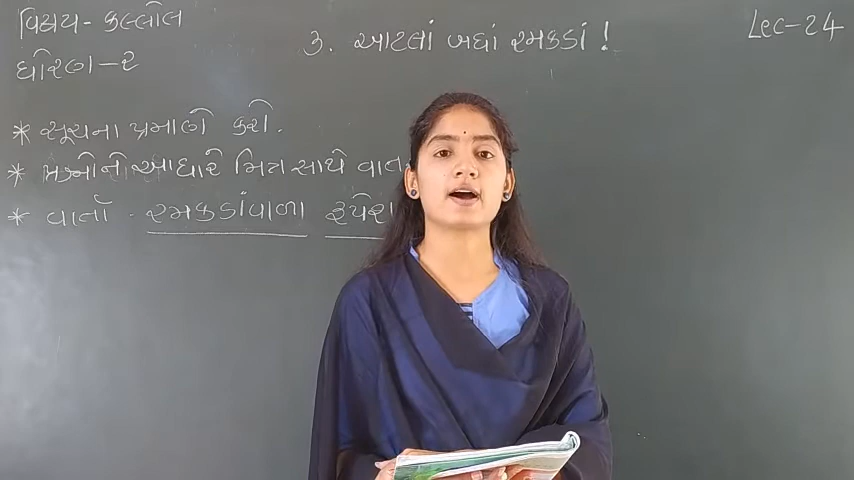 વિષય - કલ્લોલ
ધોરણ - ૨
૩. આટલાં બધાં રમકડાં !
Lec-24
* સૂચના પ્રમાણે કરો.
* પ્રશ્નોને આધારે મિત્ર સાથે વાત
* વાર્તા - રમકડાંવાળા રૂપેશ